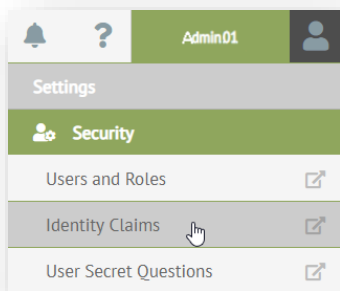 ?
Admin01
Settings
Security
Users and Roles
Identity Claims
User Secret Questions